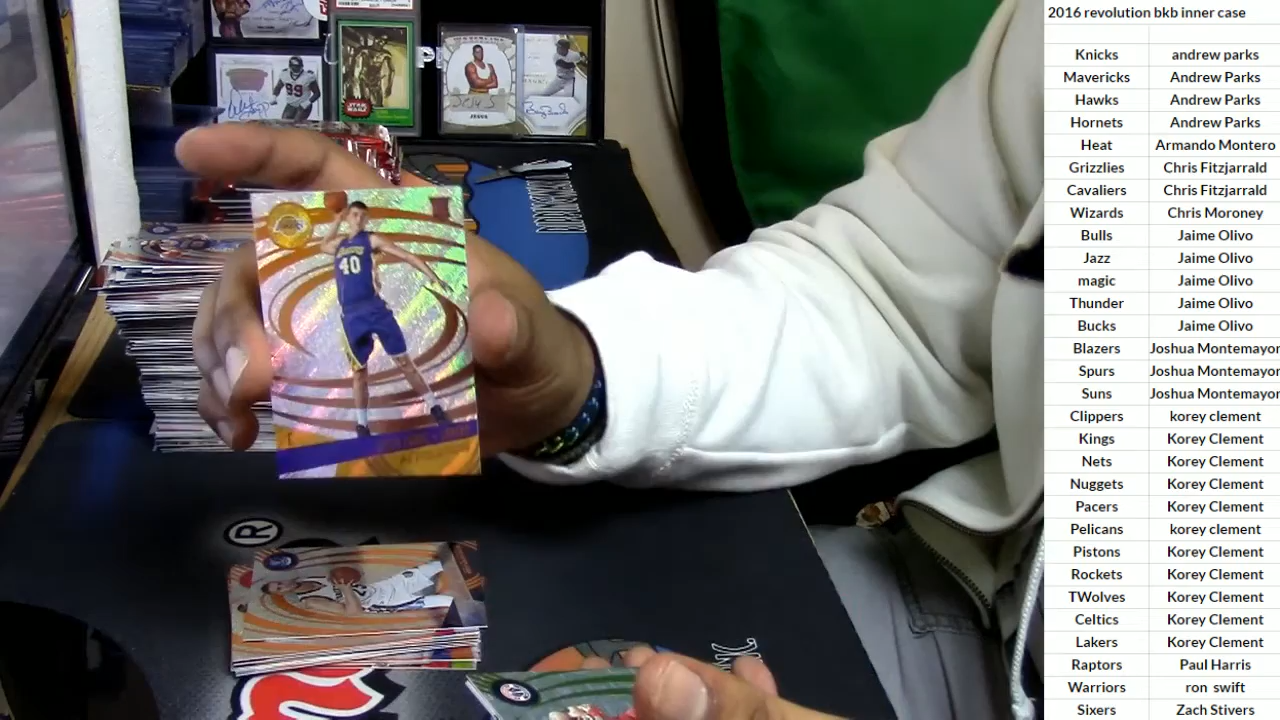 2016 revolution bkb inner case
Knicks andrew parks
Mavericks Andrew Parks
Hawks Andrew Parks
Hornets Andrew Parks
Heat Armando Montero
Grizzlies Chris Fitzjarrald
Cavaliers Chris Fitzjarrald
Wizards Chris Moroney
Bulls Jaime Olivo
Jazz Jaime Olivo
magic Jaime Olivo
Thunder Jaime Olivo
Bucks Jaime Olivo
Blazers Joshua Montemayor
Spurs Joshua Montemayor
Suns Joshua Montemayor
Clippers korey clement
Kings Korey Clement
Nets Korey Clement
Nuggets Korey Clement
Pacers Korey Clement
Pelicans korey clement
Pistons Korey Clement
Rockets Korey Clement
TWolves Korey Clement
Celtics Korey Clement
Lakers Korey Clement
Raptors Paul Harris
Warriors ron swift
Sixers Zach Stivers
STAR WARS
99
40
®